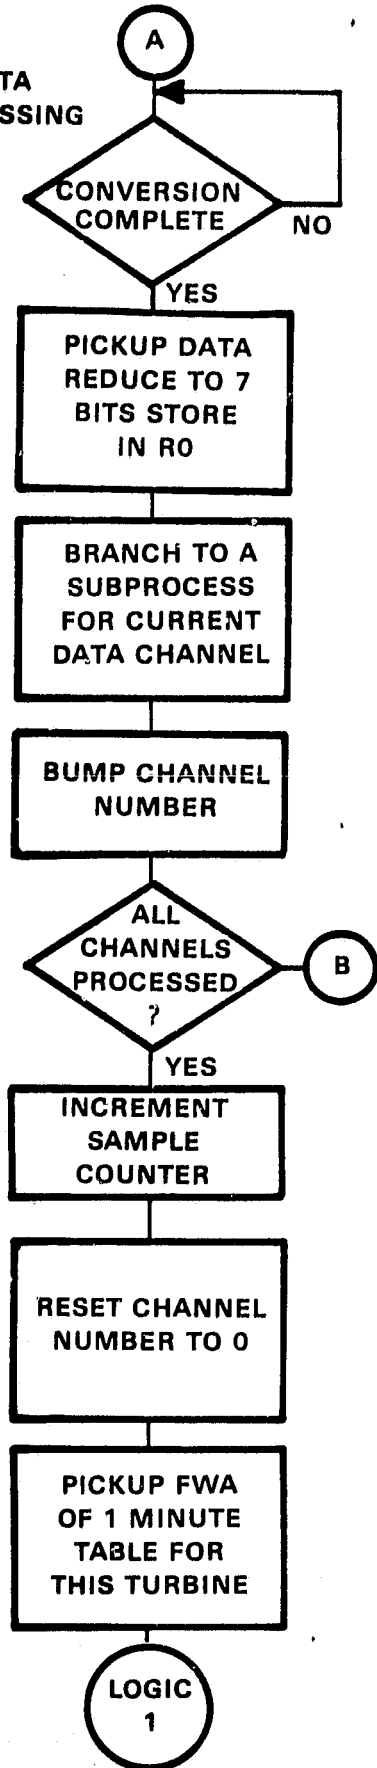 A
TA
SSING
CONVERSION
COMPLETE
NO
YES
PICKUP DATA
REDUCE TO 7
BITS STORE
IN R0
BRANCH TO A
SUBPROCESS
FOR CURRENT
DATA CHANNEL
BUMP CHANNEL
NUMBER
ALL
CHANNELS
PROCESSED
?
B
YES
INCREMENT
SAMPLE
COUNTER
RESET CHANNEL
NUMBER TO 0
PICKUP FWA
OF 1 MINUTE
TABLE FOR
THIS TURBINE
LOGIC
1